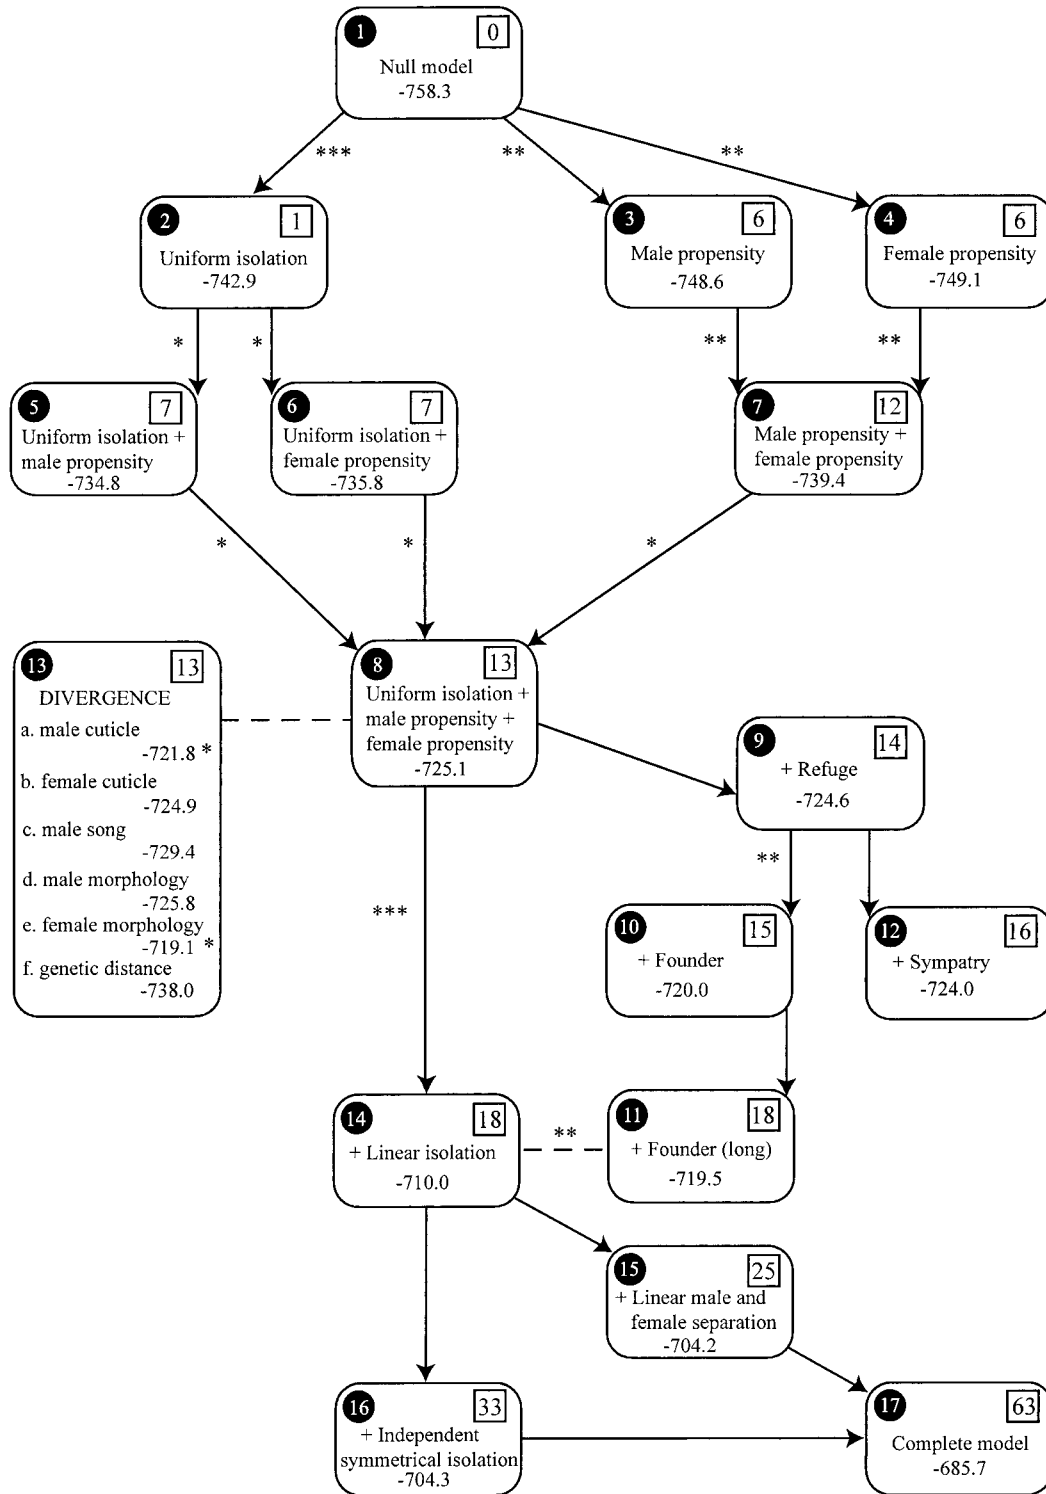 1 0
Null model
-758.3
*** ** **
2 1
Uniform isolation
-742.9
3 6
Male propensity
-748.6
4 6
Female propensity
-749.1
* * ** **
5 7
Uniform isolation +
male propensity
-734.8
6 7
Uniform isolation +
female propensity
-735.8
7 12
Male propensity +
female propensity
-739.4
* * *
13 13
DIVERGENCE
a. male cuticle
-721.8 *
b. female cuticle
-724.9
c. male song
-729.4
d. male morphology
-725.8
e. female morphology
-719.1 *
f. genetic distance
-738.0
8 13
Uniform isolation +
male propensity +
female propensity
-725.1
9 14
+ Refuge
-724.6
**
***
10 15
+ Founder
-720.0
12 16
+ Sympatry
-724.0
14 18
+ Linear isolation
-710.0
**
11 18
+ Founder (long)
-719.5
15 25
+ Linear male and
female separation
-704.2
16 33
+ Independent
symmetrical isolation
-704.3
17 63
Complete model
-685.7